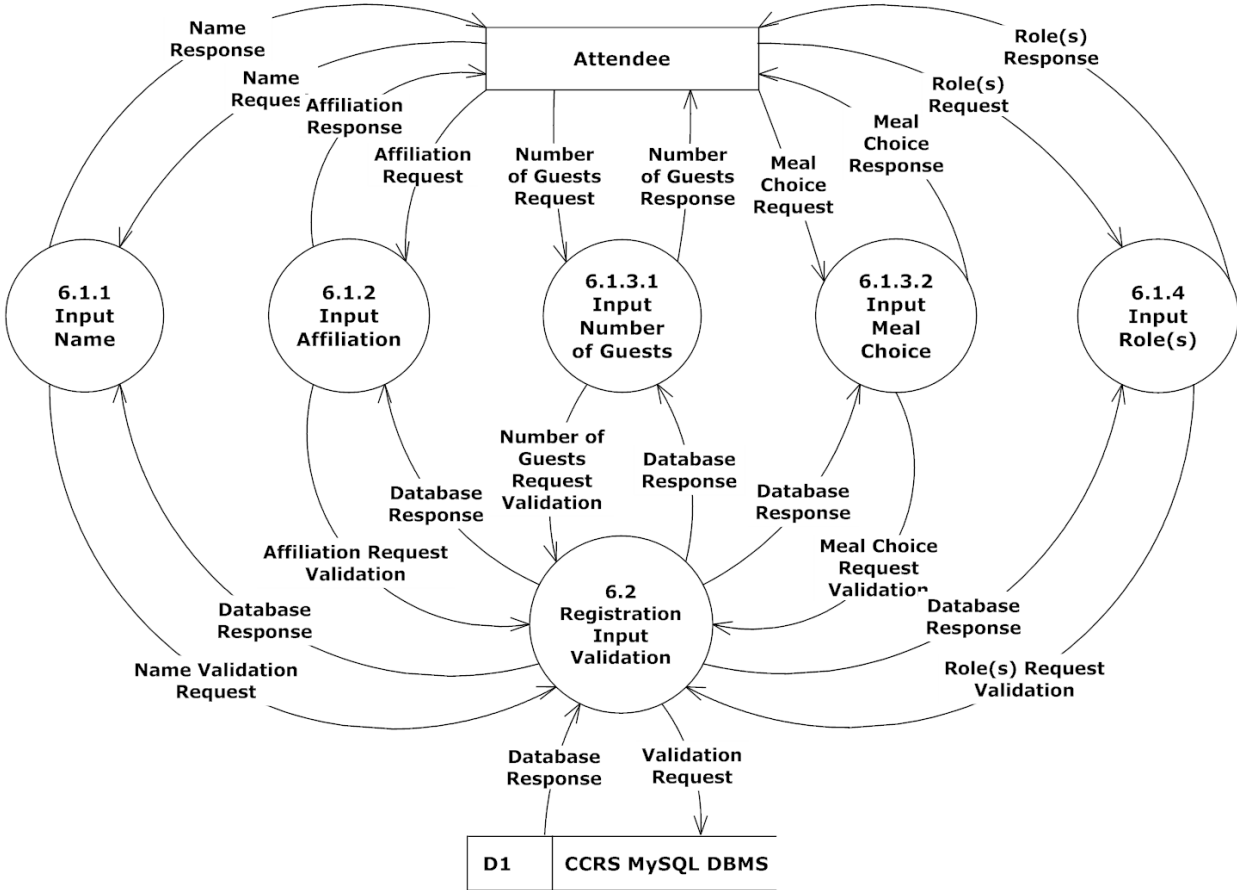 Name
Response
Attendee
Role(s)
Response
Name
Request
Role(s)
Request
Affiliation
Response
Affiliation
Request
Number
of Guests
Request
Number
of Guests
Response
Meal
Choice
Request
Meal
Choice
Response
6.1.1
Input
Name
6.1.2
Input
Affiliation
6.1.3.1
Input
Number
of Guests
6.1.3.2
Input
Meal
Choice
6.1.4
Input
Role(s)
Number of
Guests
Request
Validation
Database
Response
Database
Response
Database
Response
Affiliation Request
Validation
Meal Choice
Request
Validation
Database
Response
Name Validation
Request
6.2
Registration
Input
Validation
Database
Response
Role(s) Request
Validation
Database
Response
Validation
Request
D1
CCRS MySQL DBMS